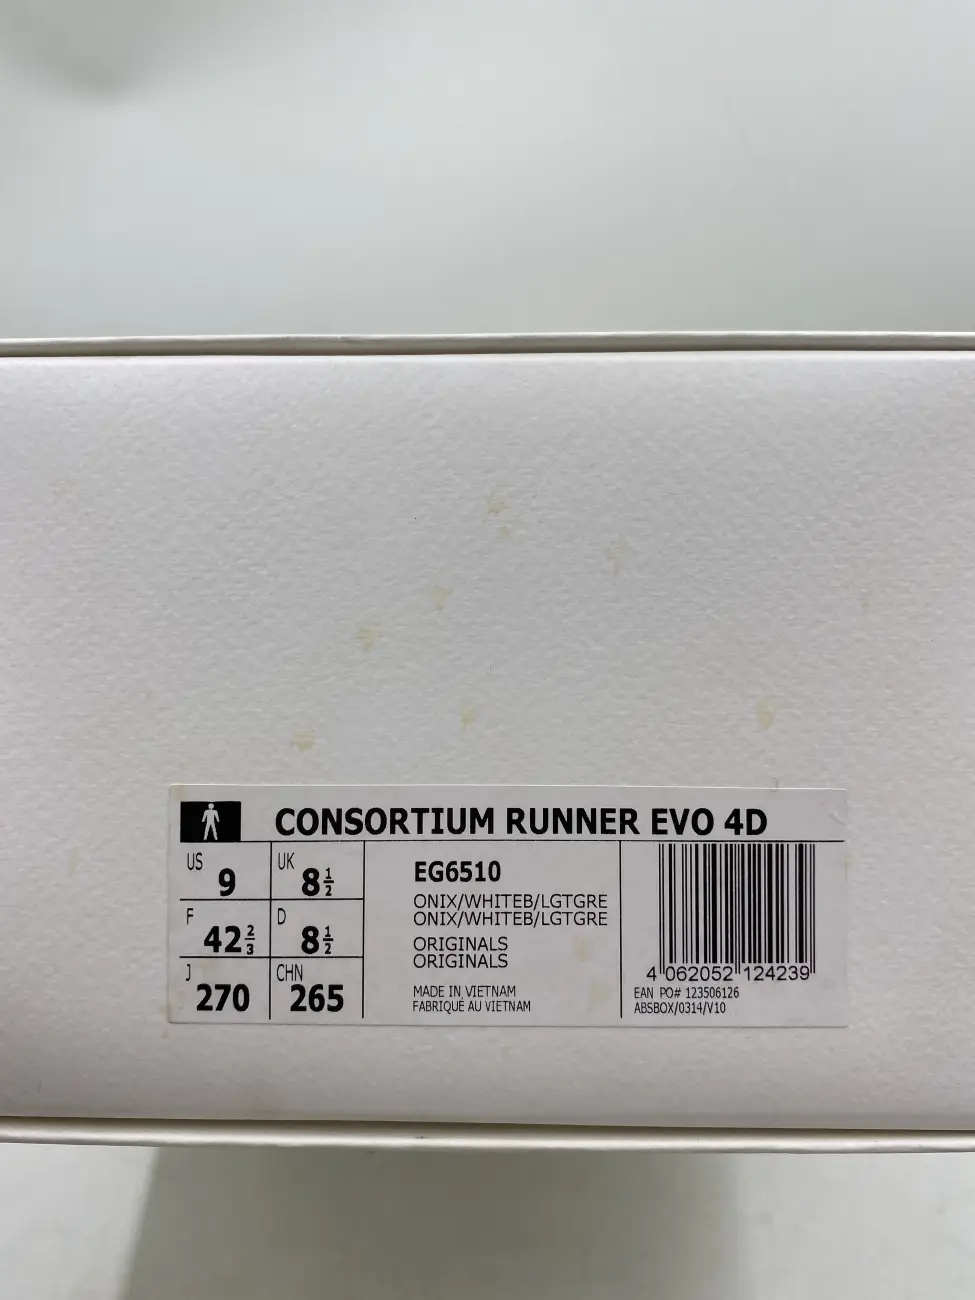 CONSORTIUM RUNNER EVO 4D
US 9
UK 8½
F 42⅔
D 8½
J 270
CHN 265
EG6510
ONIX/WHITEB/LGTGRE
ONIX/WHITEB/LGTGRE
ORIGINALS
ORIGINALS
MADE IN VIETNAM
FABRIQUÉ AU VIETNAM
4 062052 124239
EAN PO# 123506126
ABSBOX/0314/V10